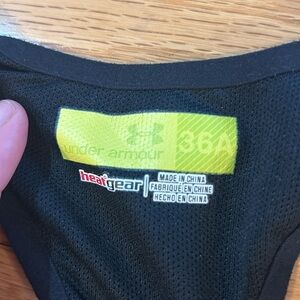 under armour 36A
heatgear
MADE IN CHINA
FABRIQUÉ EN CHINE
HECHO EN CHINA